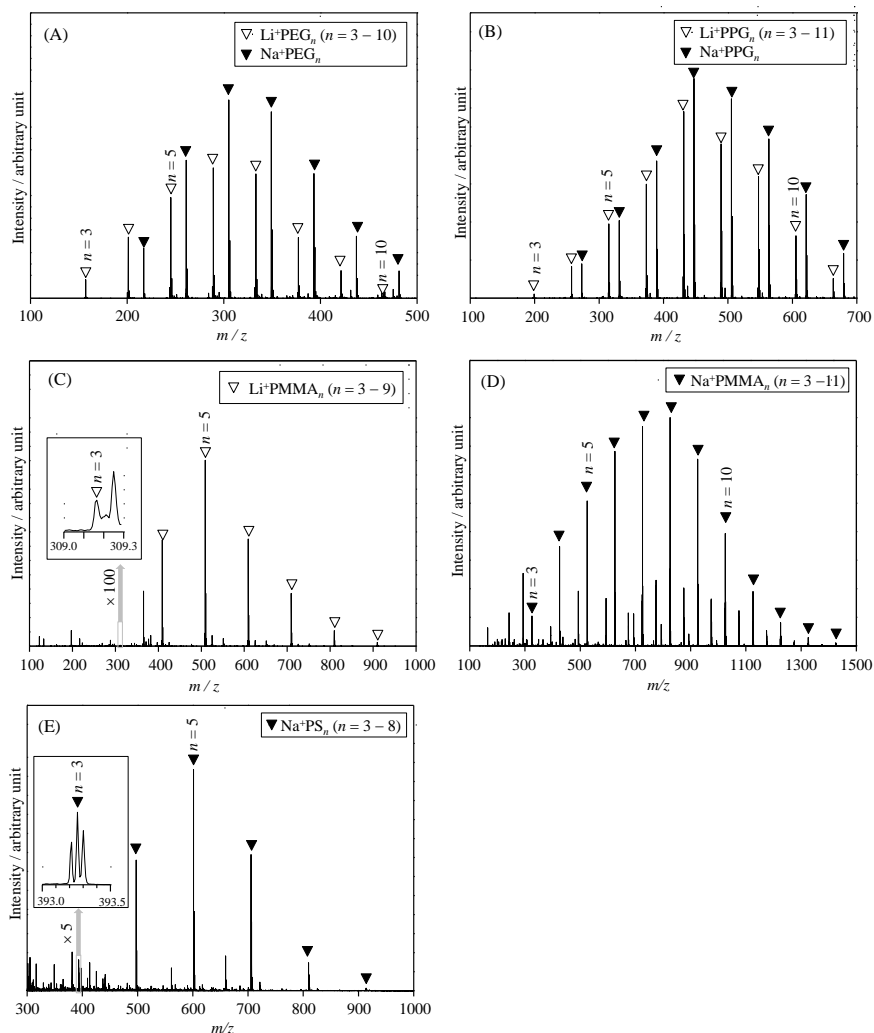 (A)
▽ Li⁺PEGₙ (n = 3 – 10)
▼ Na⁺PEGₙ
n = 3
n = 5
n = 10
Intensity / arbitrary unit
100 200 300 400 500
m / z
(B)
▽ Li⁺PPGₙ (n = 3 – 11)
▼ Na⁺PPGₙ
n = 3
n = 5
n = 10
Intensity / arbitrary unit
100 200 300 400 500 600 700
m / z
(C)
▽ Li⁺PMMAₙ (n = 3 – 9)
n = 3
309.0 309.3
× 100
n = 5
Intensity / arbitrary unit
100 200 300 400 500 600 700 800 900 1000
m / z
(D)
▼ Na⁺PMMAₙ (n = 3 –11)
n = 3
n = 5
n = 10
Intensity / arbitrary unit
100 300 500 700 900 1100 1300 1500
m/z
(E)
▼ Na⁺PSₙ (n = 3 – 8)
n = 3
393.0 393.5
× 5
n = 5
Intensity / arbitrary unit
300 400 500 600 700 800 900 1000
m / z